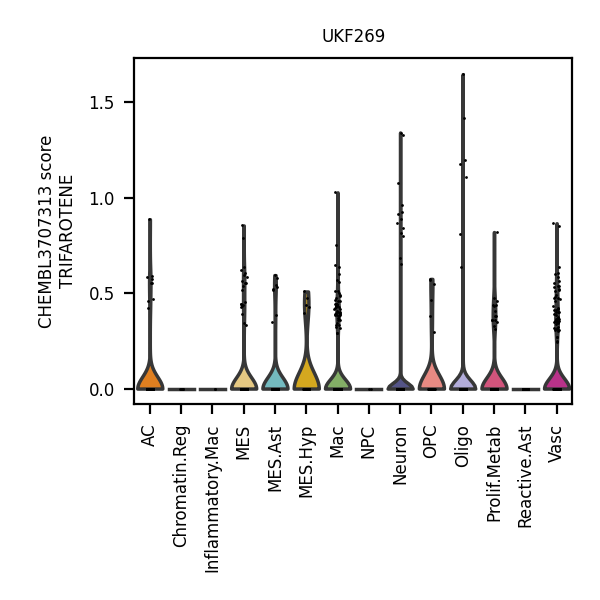 UKF269
CHEMBL3707313 score
TRIFAROTENE
1.5
1.0
0.5
0.0
AC
Chromatin.Reg
Inflammatory.Mac
MES
MES.Ast
MES.Hyp
Mac
NPC
Neuron
OPC
Oligo
Prolif.Metab
Reactive.Ast
Vasc